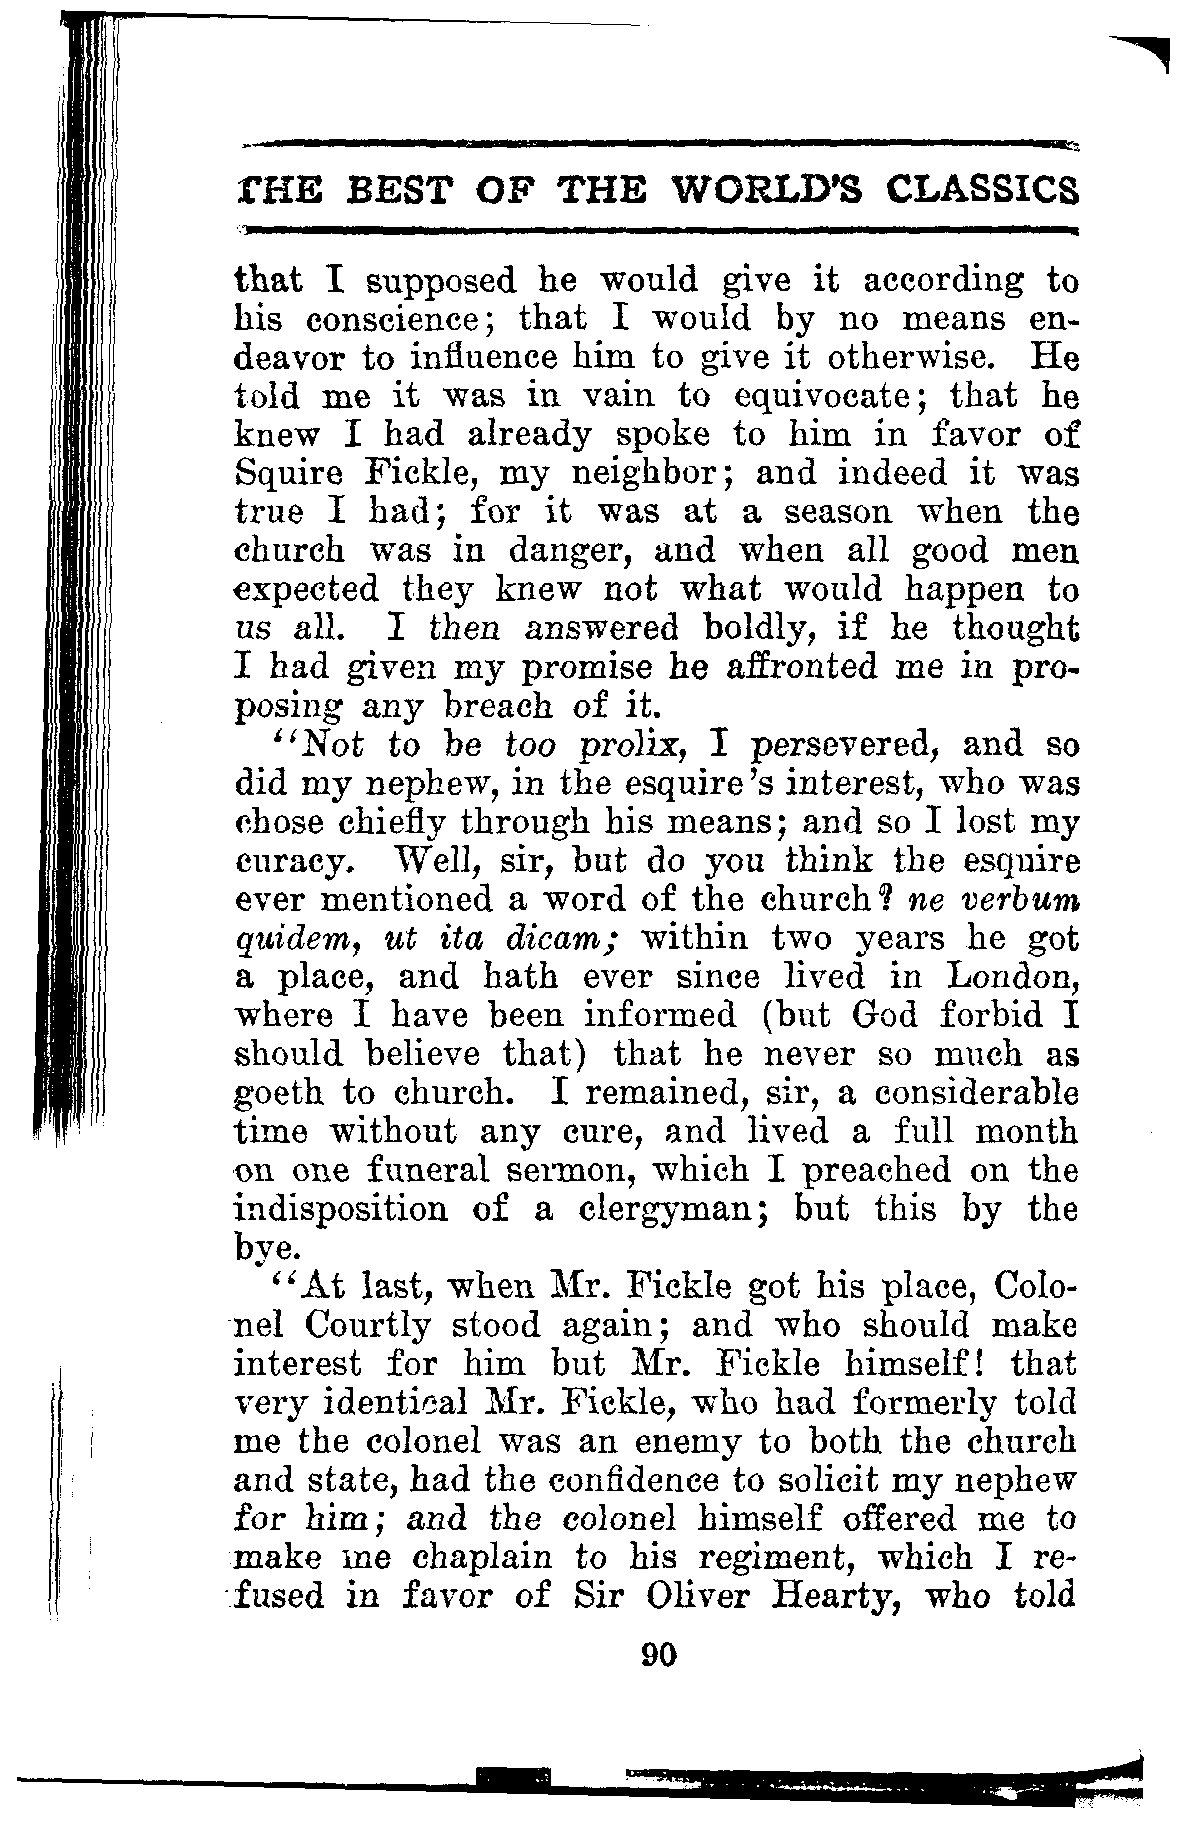 THE BEST OF THE WORLD'S CLASSICS
that I supposed he would give it according to
his conscience; that I would by no means en-
deavor to influence him to give it otherwise. He
told me it was in vain to equivocate; that he
knew I had already spoke to him in favor of
Squire Fickle, my neighbor; and indeed it was
true I had; for it was at a season when the
church was in danger, and when all good men
expected they knew not what would happen to
us all. I then answered boldly, if he thought
I had given my promise he affronted me in pro-
posing any breach of it.
“Not to be too prolix, I persevered, and so
did my nephew, in the esquire's interest, who was
chose chiefly through his means; and so I lost my
curacy. Well, sir, but do you think the esquire
ever mentioned a word of the church? ne verbum
quidem, ut ita dicam; within two years he got
a place, and hath ever since lived in London,
where I have been informed (but God forbid I
should believe that) that he never so much as
goeth to church. I remained, sir, a considerable
time without any cure, and lived a full month
on one funeral sermon, which I preached on the
indisposition of a clergyman; but this by the
bye.
“At last, when Mr. Fickle got his place, Colo-
nel Courtly stood again; and who should make
interest for him but Mr. Fickle himself! that
very identical Mr. Fickle, who had formerly told
me the colonel was an enemy to both the church
and state, had the confidence to solicit my nephew
for him; and the colonel himself offered me to
make me chaplain to his regiment, which I re-
fused in favor of Sir Oliver Hearty, who told
90